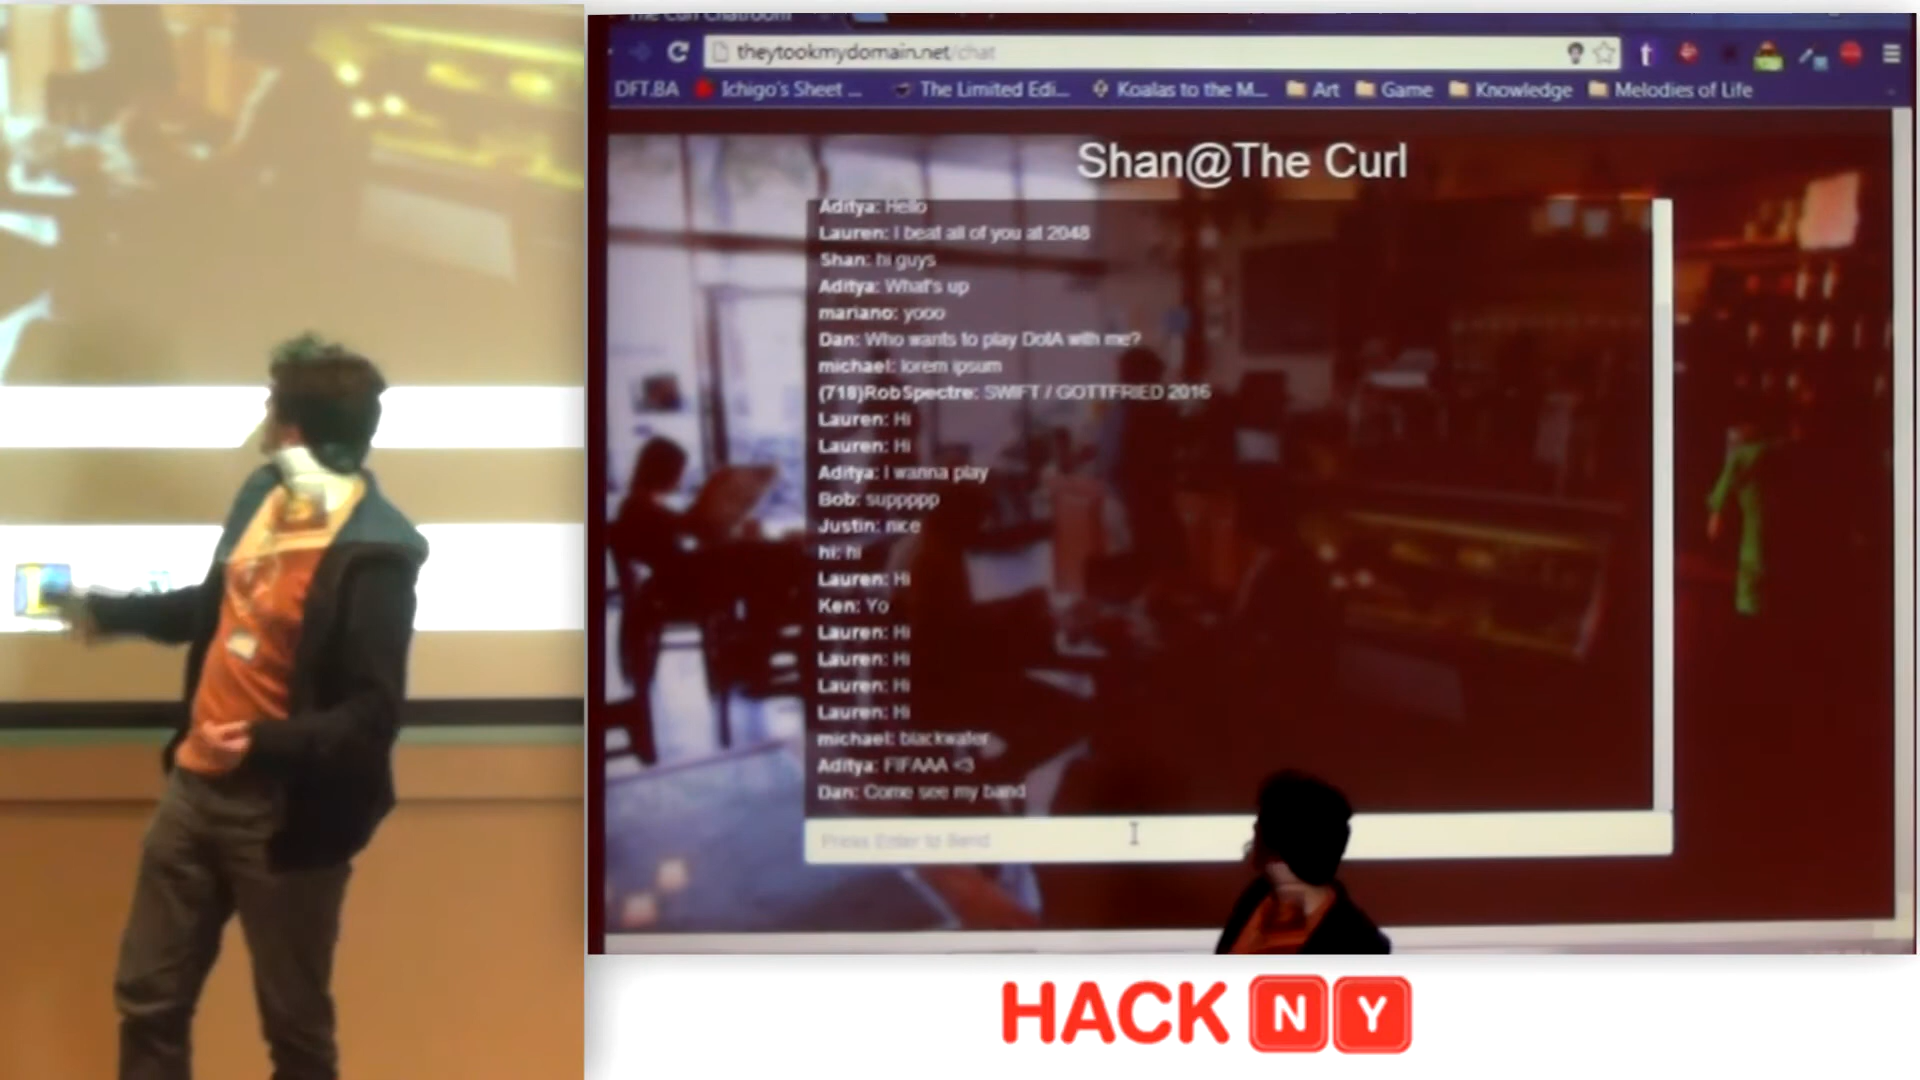 The Curl Chatroom
theytookmydomain.net/chat
DFT.BA Ichigo's Sheet ... The Limited Edi... Koalas to the M... Art Game Knowledge Melodies of Life
Shan@The Curl
Aditya: Hello
Lauren: I beat all of you at 2048
Shan: hi guys
Aditya: What's up
mariano: yooo
Dan: Who wants to play DotA with me?
michael: lorem ipsum
(718)RobSpectre: SWIFT / GOTTFRIED 2016
Lauren: Hi
Lauren: Hi
Aditya: I wanna play
Bob: supppppp
Justin: nice
hi: hi
Lauren: Hi
Ken: Yo
Lauren: Hi
Lauren: Hi
Lauren: Hi
Lauren: Hi
michael: blackwater
Aditya: FIFAAA <3
Dan: Come see my band
Press Enter to Send
HACK NY